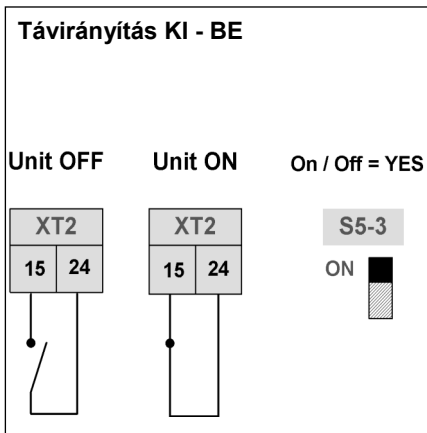 Távirányítás KI - BE
Unit OFF Unit ON On / Off = YES
XT2 XT2 S5-3
15 24 15 24 ON